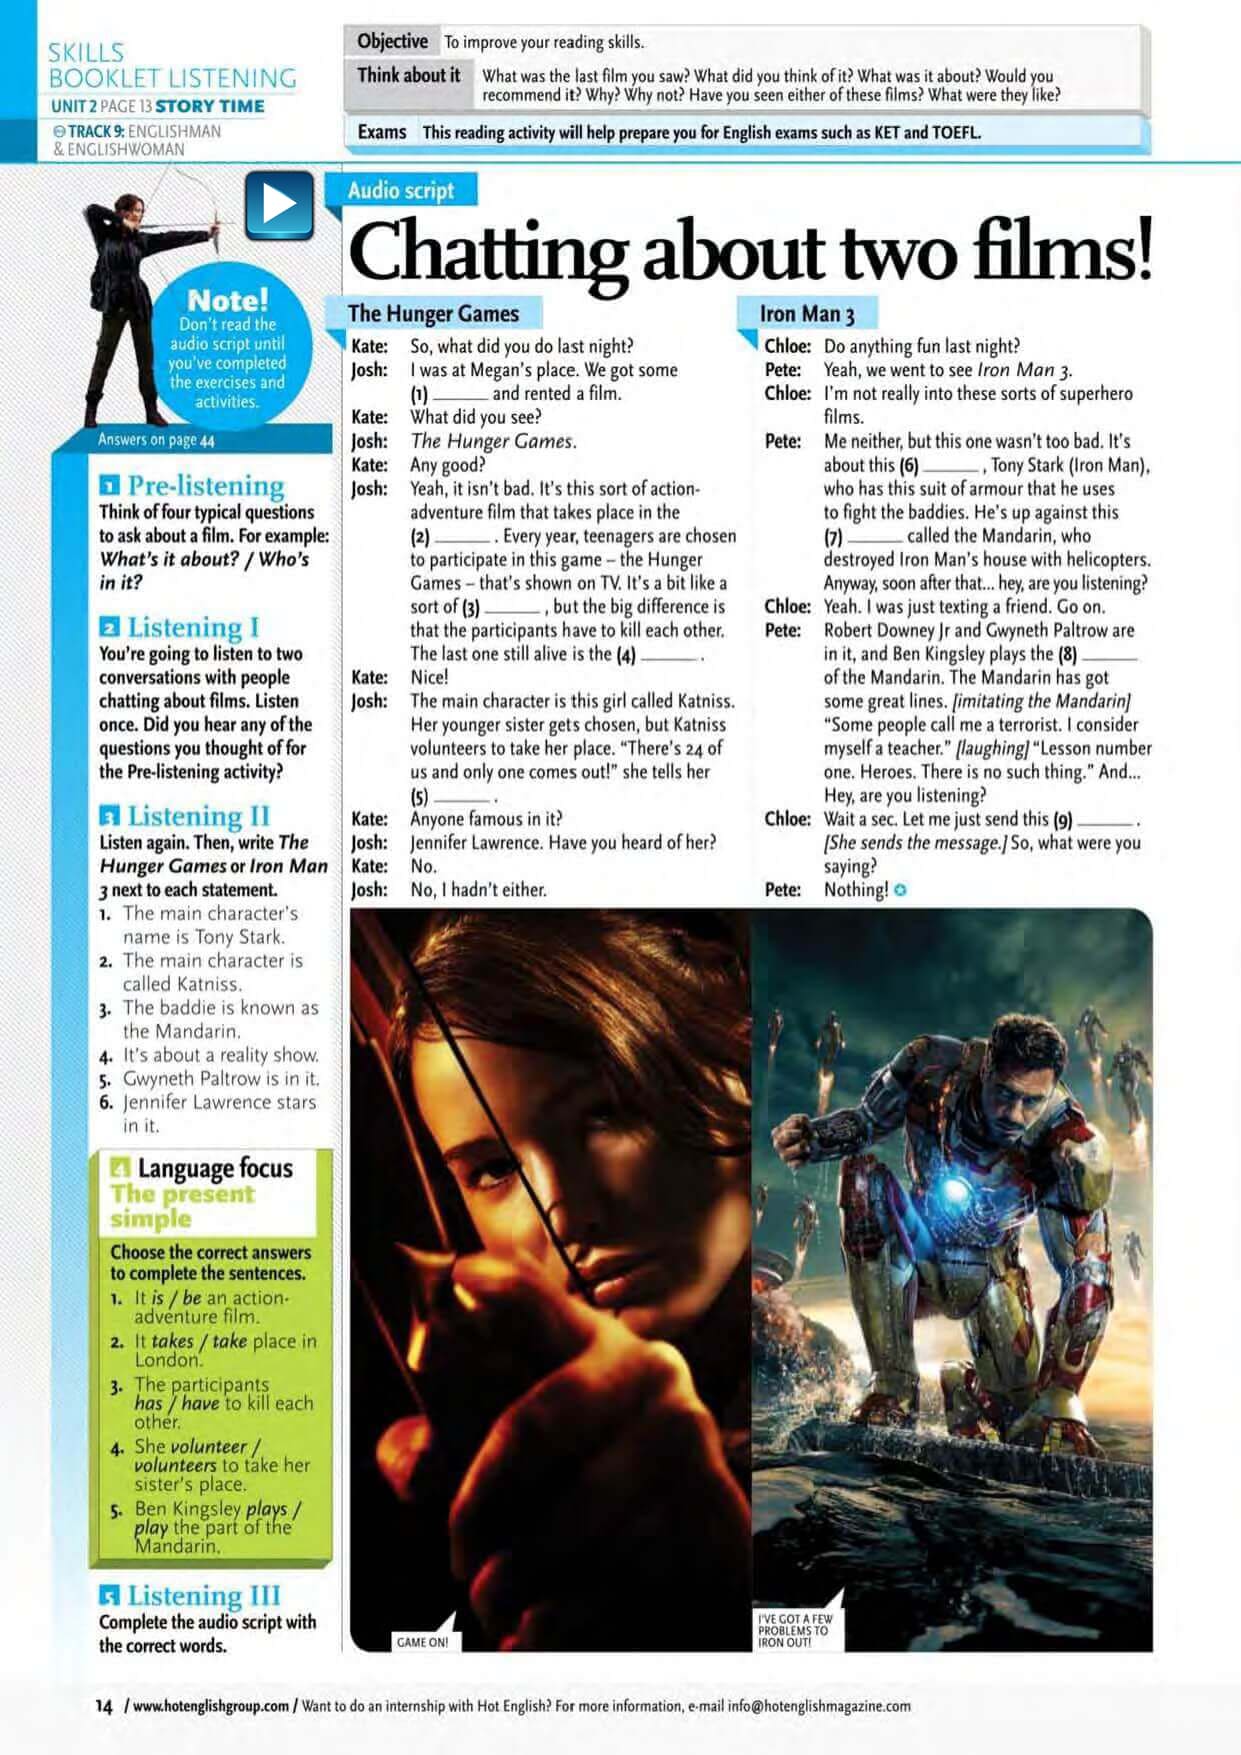 SKILLS
BOOKLET LISTENING
UNIT 2 PAGE 13 STORY TIME
TRACK 9: ENGLISHMAN
& ENGLISHWOMAN
Objective To improve your reading skills.
Think about it What was the last film you saw? What did you think of it? What was it about? Would you
recommend it? Why? Why not? Have you seen either of these films? What were they like?
Exams This reading activity will help prepare you for English exams such as KET and TOEFL.
Note!
Don't read the
audio script until
you've completed
the exercises and
activities.
Answers on page 44
1 Pre-listening
Think of four typical questions
to ask about a film. For example:
What's it about? / Who's
in it?
2 Listening I
You're going to listen to two
conversations with people
chatting about films. Listen
once. Did you hear any of the
questions you thought of for
the Pre-listening activity?
3 Listening II
Listen again. Then, write The
Hunger Games or Iron Man
3 next to each statement.
1. The main character's
name is Tony Stark.
2. The main character is
called Katniss.
3. The baddie is known as
the Mandarin.
4. It's about a reality show.
5. Gwyneth Paltrow is in it.
6. Jennifer Lawrence stars
in it.
4 Language focus
The present
simple
Choose the correct answers
to complete the sentences.
1. It is / be an action-
adventure film.
2. It takes / take place in
London.
3. The participants
has / have to kill each
other.
4. She volunteer /
volunteers to take her
sister's place.
5. Ben Kingsley plays /
play the part of the
Mandarin.
5 Listening III
Complete the audio script with
the correct words.
Audio script
Chatting about two films!
The Hunger Games
Kate: So, what did you do last night?
Josh: I was at Megan's place. We got some
(1) ______ and rented a film.
Kate: What did you see?
Josh: The Hunger Games.
Kate: Any good?
Josh: Yeah, it isn't bad. It's this sort of action-
adventure film that takes place in the
(2) ______ . Every year, teenagers are chosen
to participate in this game – the Hunger
Games – that's shown on TV. It's a bit like a
sort of (3) ______ , but the big difference is
that the participants have to kill each other.
The last one still alive is the (4) ______ .
Kate: Nice!
Josh: The main character is this girl called Katniss.
Her younger sister gets chosen, but Katniss
volunteers to take her place. "There's 24 of
us and only one comes out!" she tells her
(5) ______ .
Kate: Anyone famous in it?
Josh: Jennifer Lawrence. Have you heard of her?
Kate: No.
Josh: No, I hadn't either.
Iron Man 3
Chloe: Do anything fun last night?
Pete: Yeah, we went to see Iron Man 3.
Chloe: I'm not really into these sorts of superhero
films.
Pete: Me neither, but this one wasn't too bad. It's
about this (6) ______ , Tony Stark (Iron Man),
who has this suit of armour that he uses
to fight the baddies. He's up against this
(7) ______ called the Mandarin, who
destroyed Iron Man's house with helicopters.
Anyway, soon after that... hey, are you listening?
Chloe: Yeah. I was just texting a friend. Go on.
Pete: Robert Downey Jr and Gwyneth Paltrow are
in it, and Ben Kingsley plays the (8) ______
of the Mandarin. The Mandarin has got
some great lines. [imitating the Mandarin]
"Some people call me a terrorist. I consider
myself a teacher." [laughing] "Lesson number
one. Heroes. There is no such thing." And...
Hey, are you listening?
Chloe: Wait a sec. Let me just send this (9) ______ .
[She sends the message.] So, what were you
saying?
Pete: Nothing!
GAME ON!
I'VE GOT A FEW
PROBLEMS TO
IRON OUT!
14 / www.hotenglishgroup.com / Want to do an internship with Hot English? For more information, e-mail info@hotenglishmagazine.com